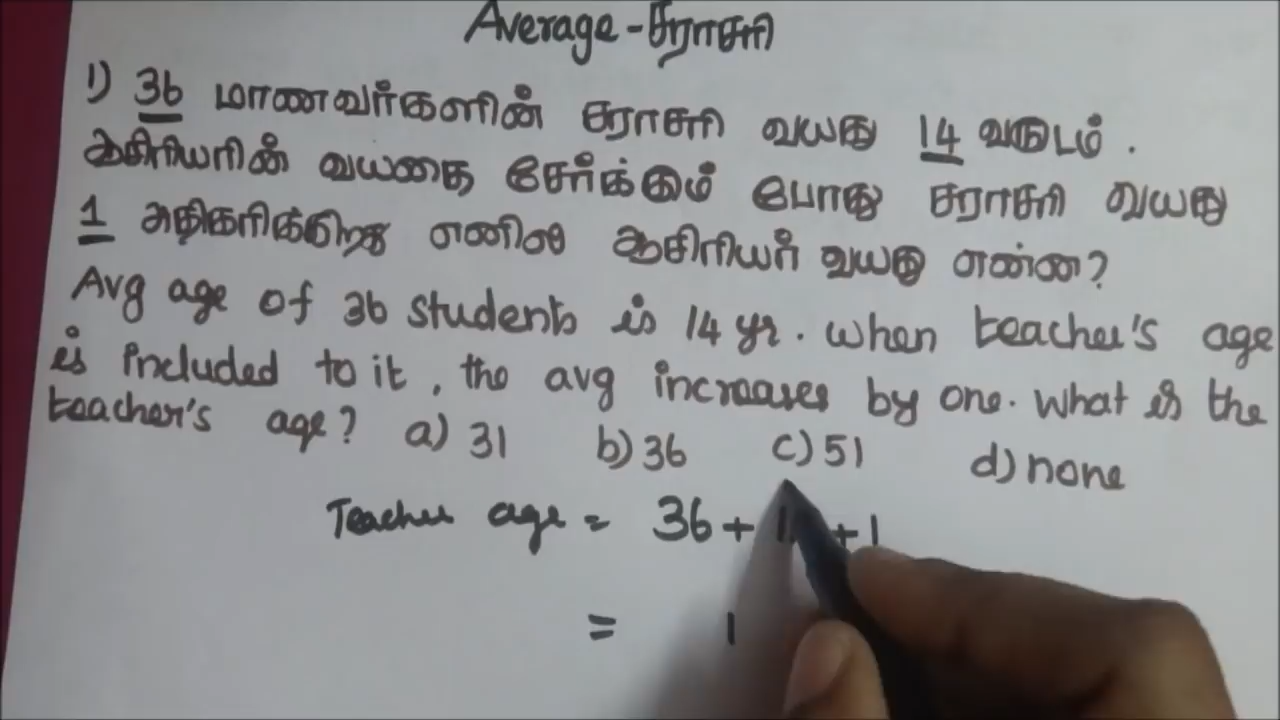 Average - சராசரி
1) 36 மாணவர்களின் சராசரி வயது 14 வருடம் .
ஆசிரியரின் வயதை சேர்க்கும் போது சராசரி வயது
1 அதிகரிக்கிறது எனில் ஆசிரியர் வயது என்ன?
Avg age of 36 students is 14 yr. When teacher's age
is included to it, the avg increases by one. What is the
teacher's age? a) 31 b) 36 c) 51 d) none
Teacher age = 36 + 1 + 1
= 1